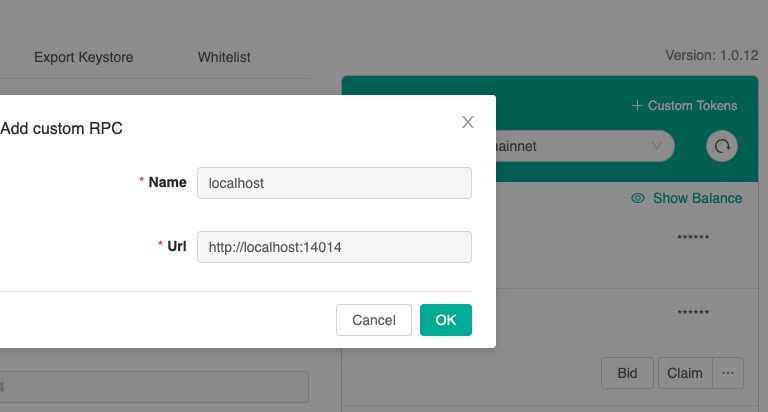 Export Keystore
Whitelist
Version: 1.0.12
+ Custom Tokens
Add custom RPC
* Name
localhost
Show Balance
******
* Url
http://localhost:14014
******
Cancel
OK
Bid
Claim
···